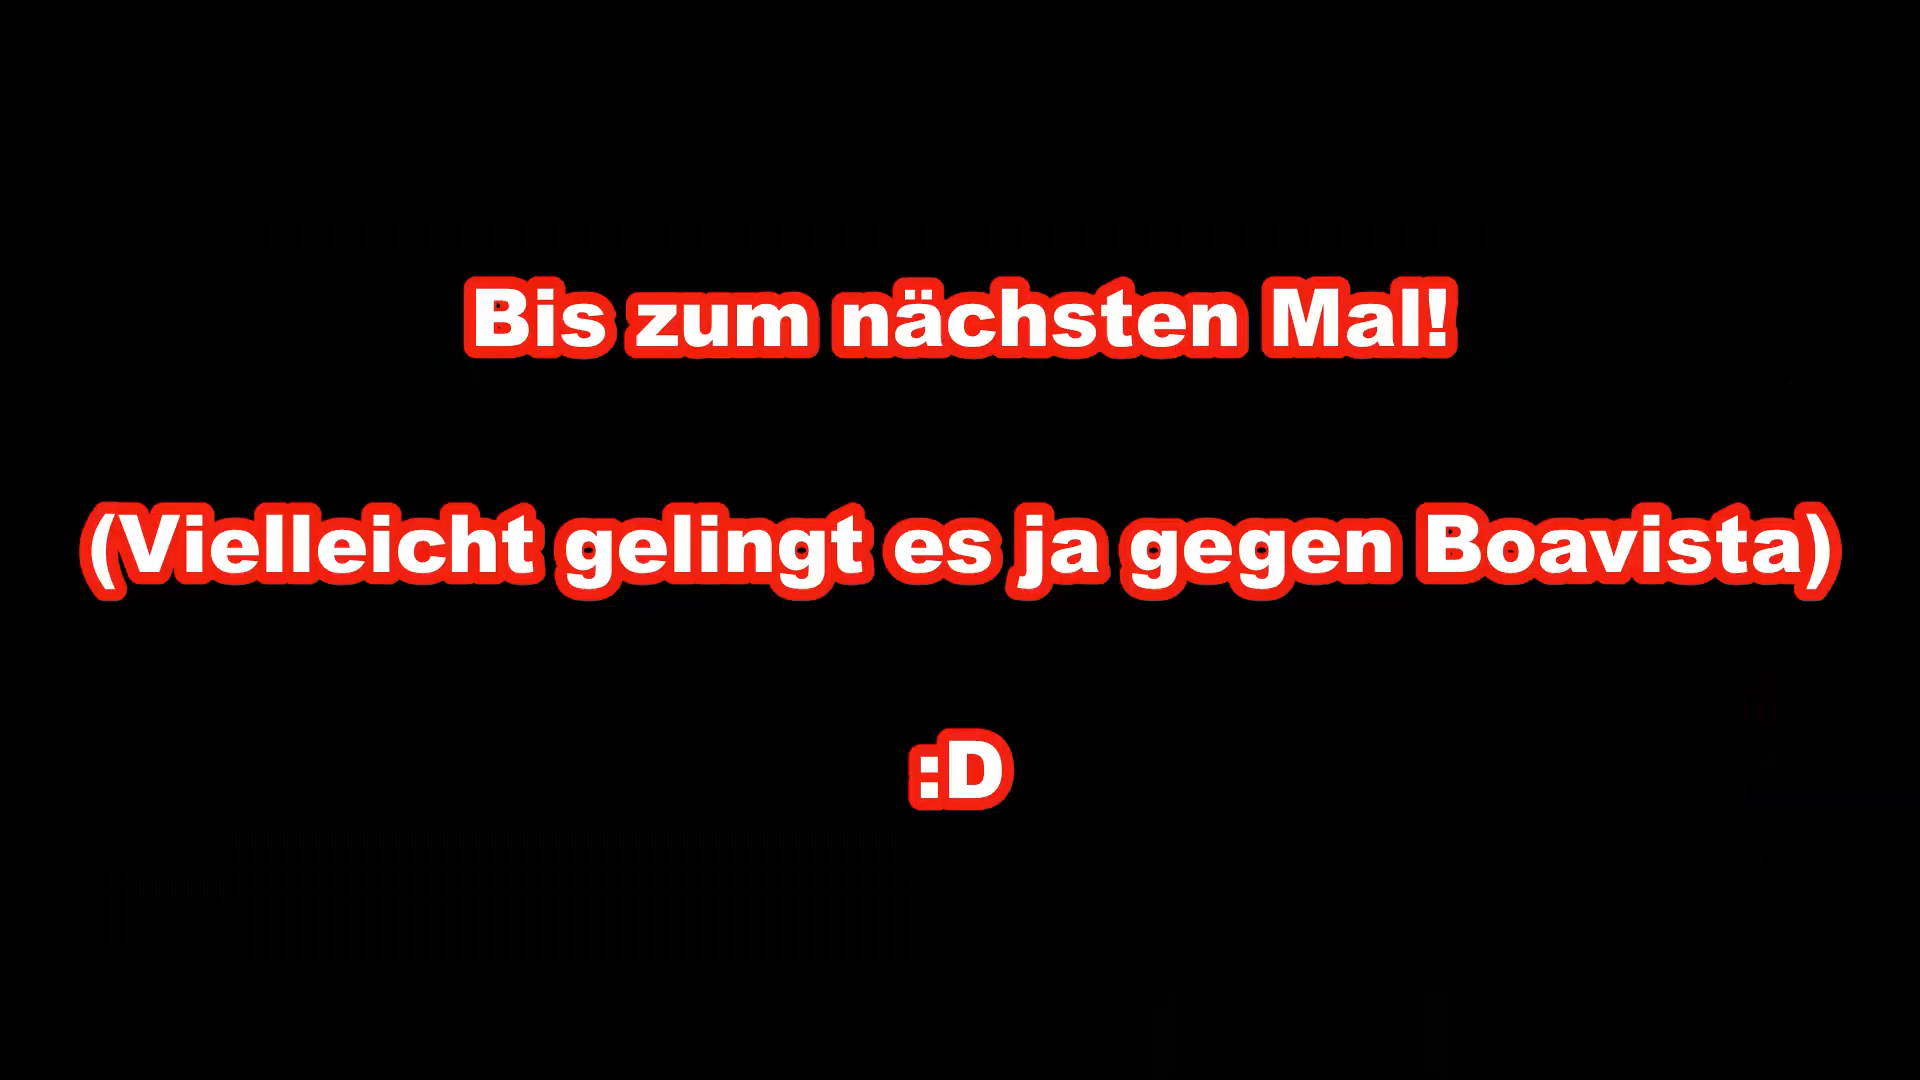 Bis zum nächsten Mal!
(Vielleicht gelingt es ja gegen Boavista)
:D